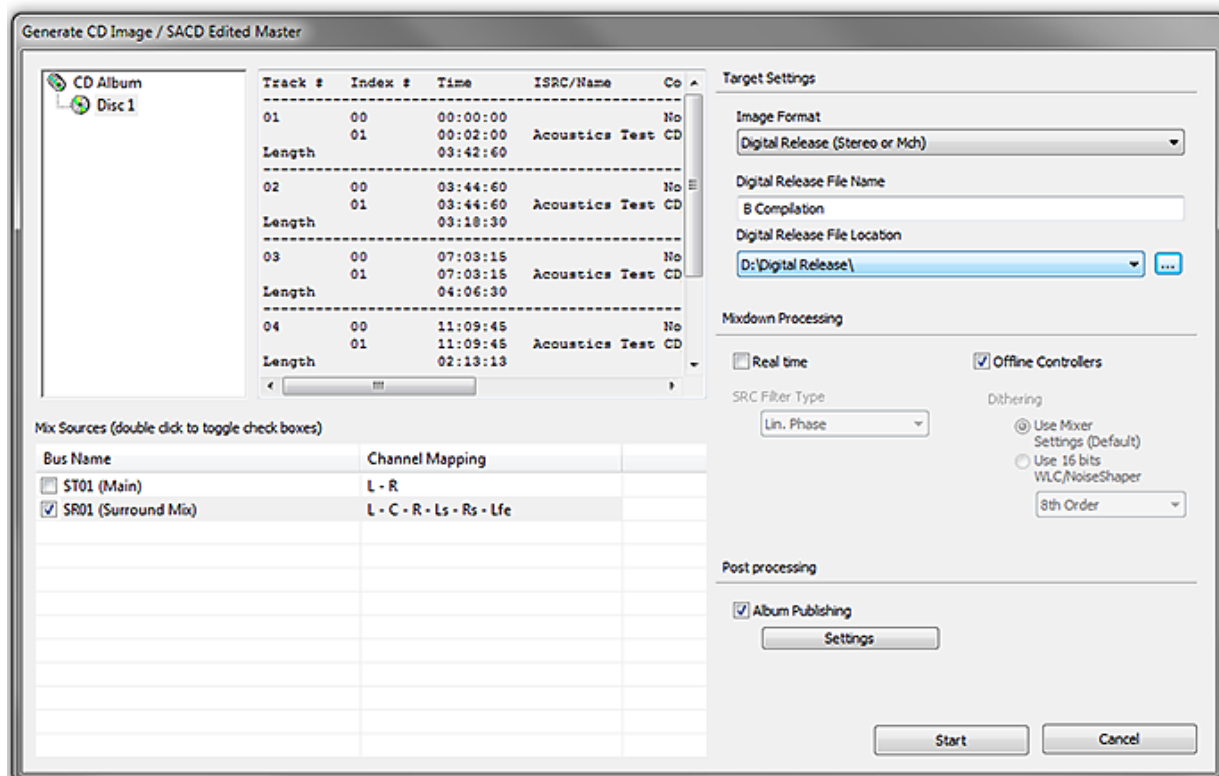 Generate CD Image / SACD Edited Master
CD Album
Disc 1
Track # Index # Time ISRC/Name Co
01 00 00:00:00 No
01 00:02:00 Acoustics Test CD
Length 03:42:60
02 00 03:44:60 No
01 03:44:60 Acoustics Test CD
Length 03:18:30
03 00 07:03:15 No
01 07:03:15 Acoustics Test CD
Length 04:06:30
04 00 11:09:45 No
01 11:09:45 Acoustics Test CD
Length 02:13:13
Mix Sources (double click to toggle check boxes)
Bus Name Channel Mapping
ST01 (Main) L - R
SR01 (Surround Mix) L - C - R - Ls - Rs - Lfe
Target Settings
Image Format
Digital Release (Stereo or Mch)
Digital Release File Name
B Compilation
Digital Release File Location
D:\Digital Release\ ...
Mixdown Processing
Real time
Offline Controllers
SRC Filter Type
Lin. Phase
Dithering
Use Mixer
Settings (Default)
Use 16 bits
WLC/NoiseShaper
8th Order
Post processing
Album Publishing
Settings
Start Cancel